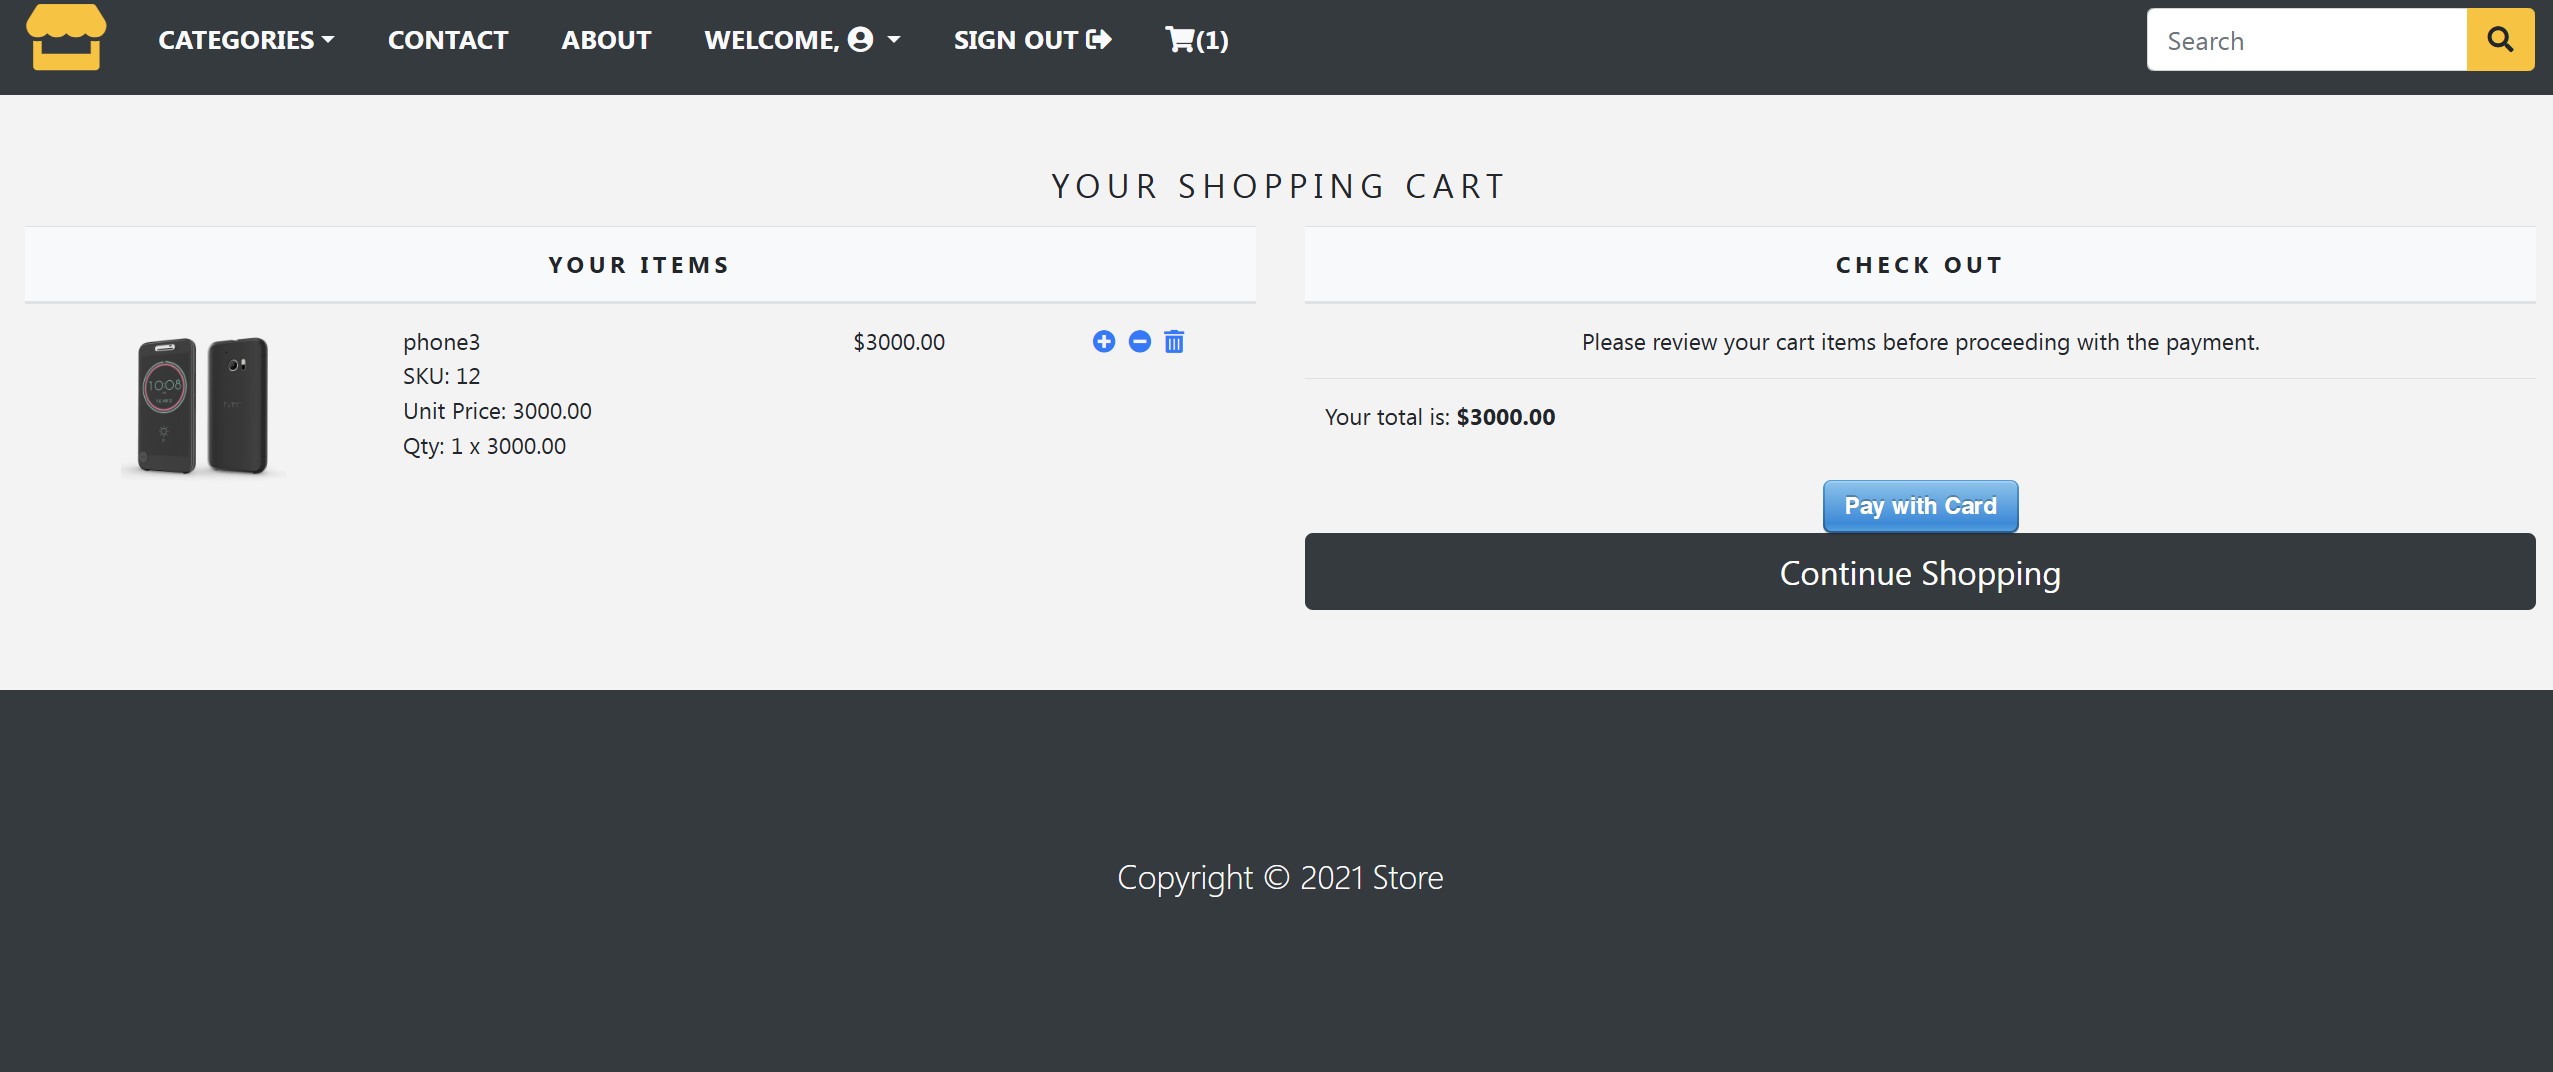 CATEGORIES CONTACT ABOUT WELCOME, SIGN OUT (1) Search
YOUR SHOPPING CART
YOUR ITEMS
phone3 $3000.00
SKU: 12
Unit Price: 3000.00
Qty: 1 x 3000.00
10:08
CHECK OUT
Please review your cart items before proceeding with the payment.
Your total is: $3000.00
Pay with Card
Continue Shopping
Copyright © 2021 Store